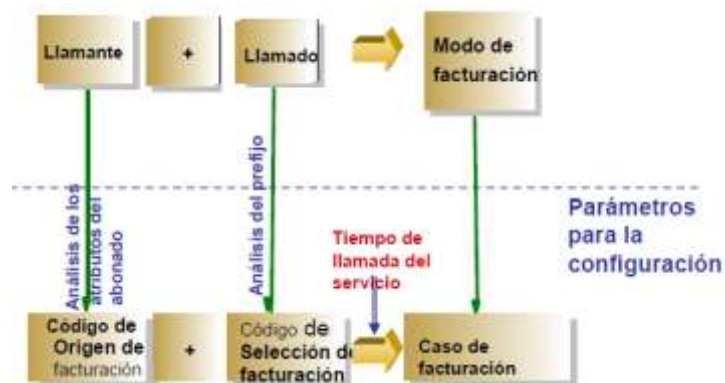 Llamante
+
Llamado
Modo de
facturación
Análisis de los
atributos del
abonado
Análisis del prefijo
Parámetros
para la
configuración
Tiempo de
llamada del
servicio
Código de
Origen de
facturación
+
Código de
Selección de
facturación
Caso de
facturación